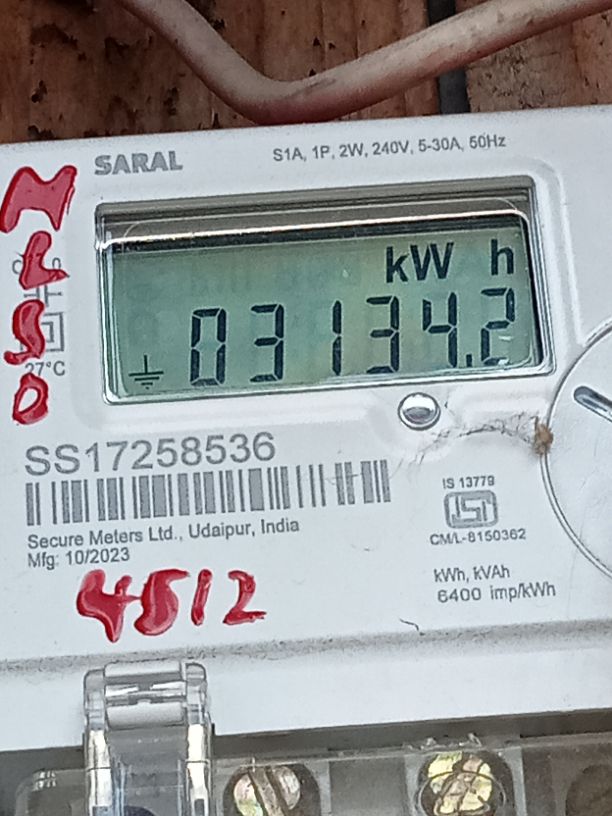 SARAL
S1A, 1P, 2W, 240V, 5-30A, 50Hz
kW h
03134.2
27°C
SS17258536
Secure Meters Ltd., Udaipur, India
Mfg: 10/2023
IS 13779
ISI
CM/L-8150362
kWh, kVAh
6400 imp/kWh
4512